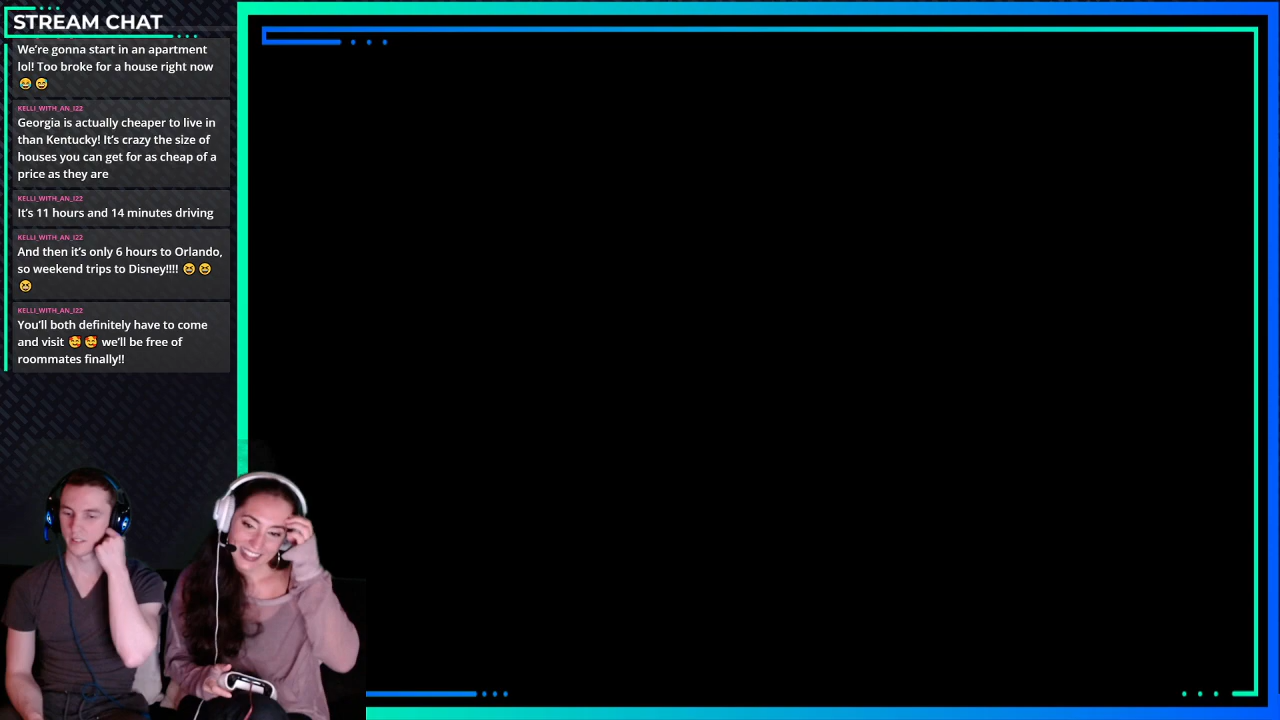 STREAM CHAT
We're gonna start in an apartment
lol! Too broke for a house right now
😂 😅
KELLI_WITH_AN_I22
Georgia is actually cheaper to live in
than Kentucky! It's crazy the size of
houses you can get for as cheap of a
price as they are
KELLI_WITH_AN_I22
It's 11 hours and 14 minutes driving
KELLI_WITH_AN_I22
And then it's only 6 hours to Orlando,
so weekend trips to Disney!!!! 😆 😆
😆
KELLI_WITH_AN_I22
You'll both definitely have to come
and visit 🥰 🥰 we'll be free of
roommates finally!!